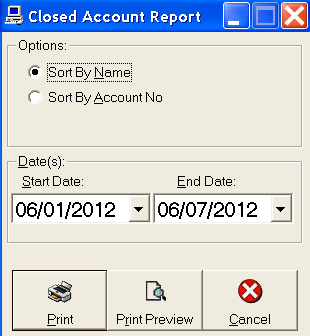 Closed Account Report
Options:
Sort By Name
Sort By Account No
Date(s):
Start Date: End Date:
06/01/2012 06/07/2012
Print Print Preview Cancel